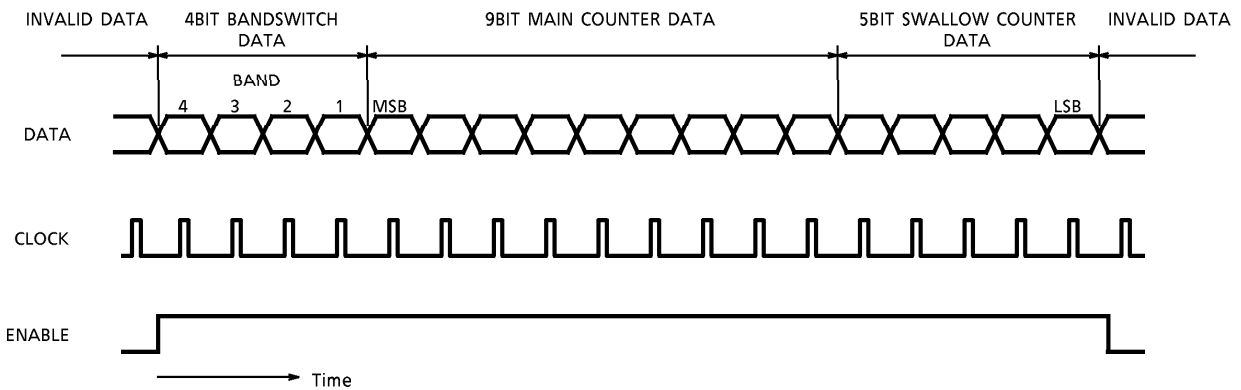 INVALID DATA 4BIT BANDSWITCH DATA 9BIT MAIN COUNTER DATA 5BIT SWALLOW COUNTER DATA INVALID DATA
BAND
4 3 2 1 MSB LSB
DATA
CLOCK
ENABLE
Time